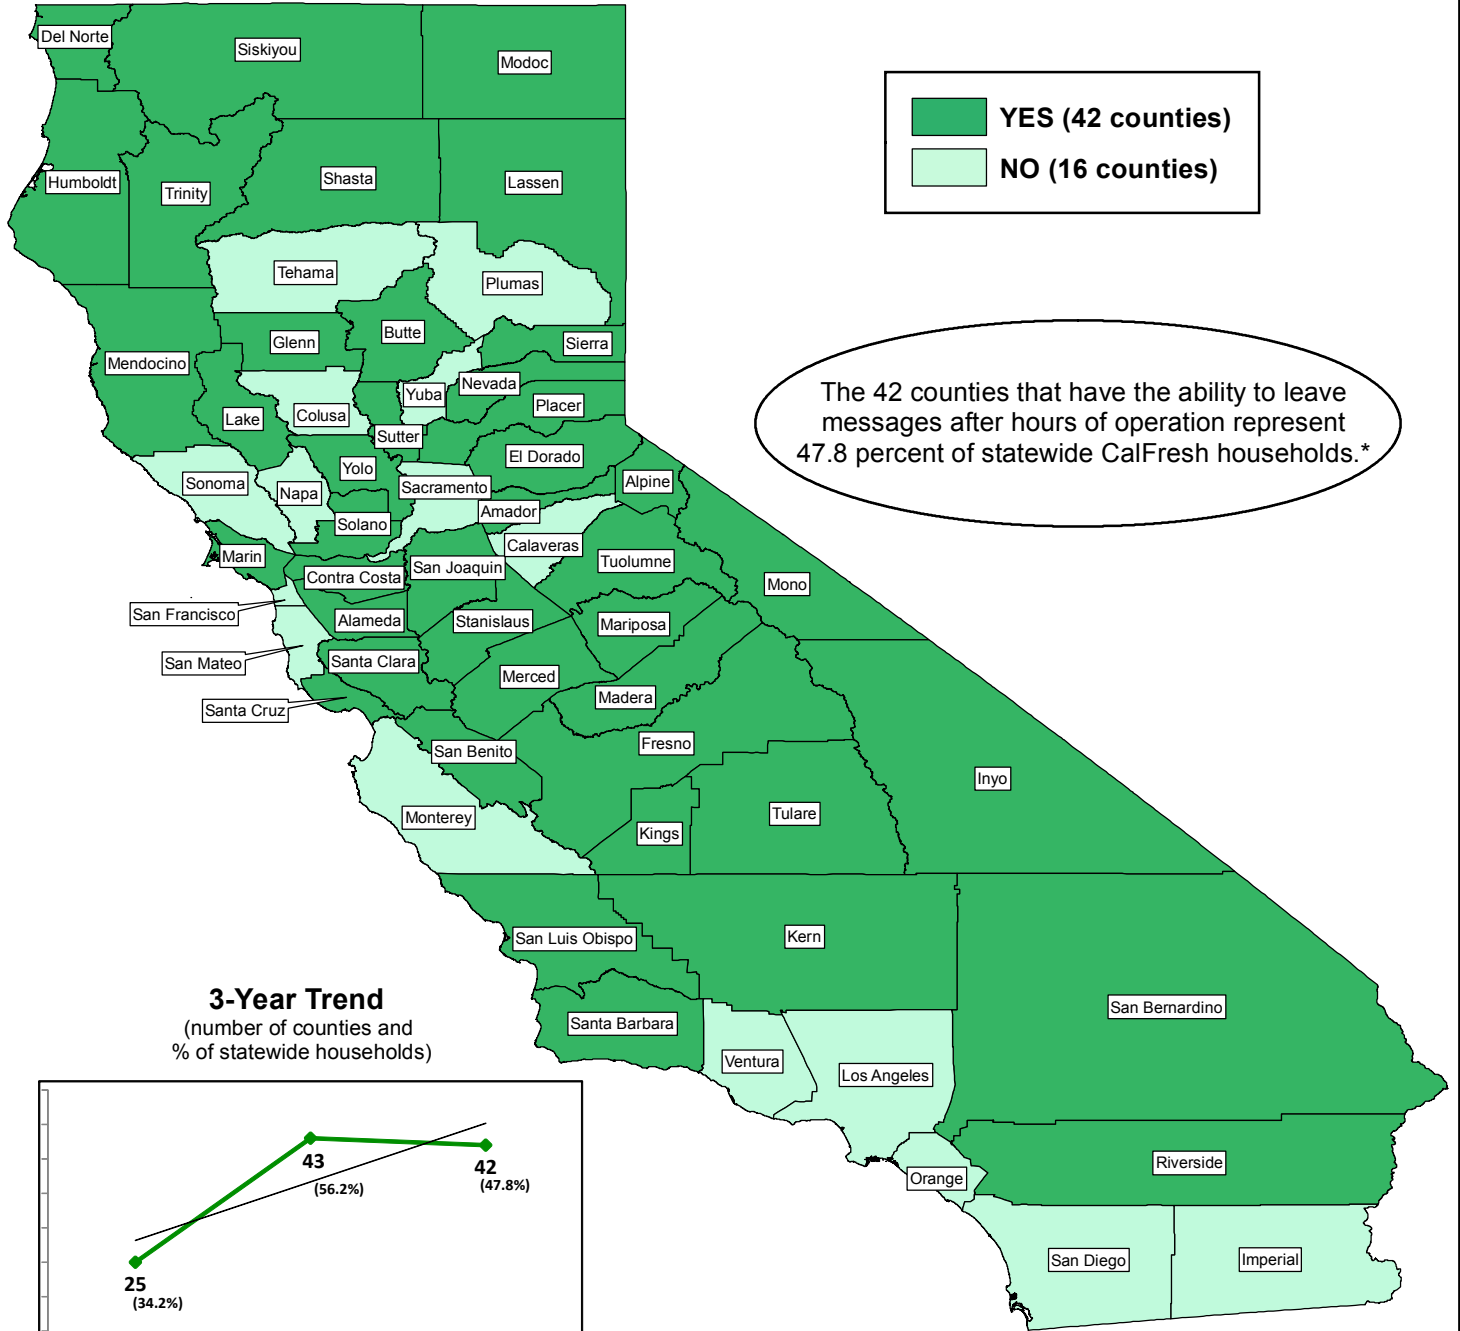 Del Norte
Siskiyou
Modoc
YES (42 counties)
NO (16 counties)
Humboldt
Trinity
Shasta
Lassen
Tehama
Plumas
Glenn
Butte
Sierra
Mendocino
Lake
Colusa
Yuba
Nevada
Placer
Sutter
The 42 counties that have the ability to leave
messages after hours of operation represent
47.8 percent of statewide CalFresh households.*
Sonoma
Napa
Yolo
Sacramento
El Dorado
Alpine
Solano
Amador
Marin
Calaveras
Contra Costa
San Joaquin
Tuolumne
Mono
San Francisco
Alameda
Stanislaus
Mariposa
San Mateo
Santa Clara
Merced
Madera
Santa Cruz
San Benito
Fresno
Inyo
Monterey
Kings
Tulare
San Luis Obispo
Kern
San Bernardino
Santa Barbara
Ventura
Los Angeles
Orange
Riverside
San Diego
Imperial
3-Year Trend
(number of counties and
% of statewide households)
43
(56.2%)
42
(47.8%)
25
(34.2%)